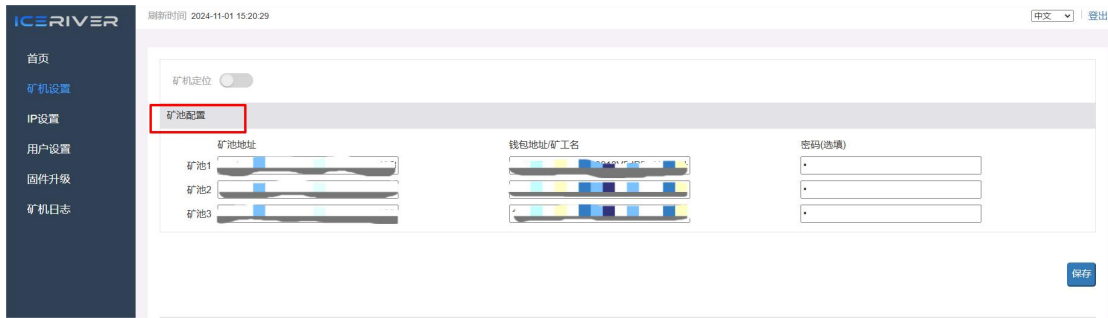 ICERIVER
刷新时间 2024-11-01 15:20:29
中文
登出
首页
矿机设置
IP设置
用户设置
固件升级
矿机日志
矿机定位
矿池配置
矿池地址 钱包地址/矿工名 密码(选填)
矿池1
矿池2
矿池3
保存